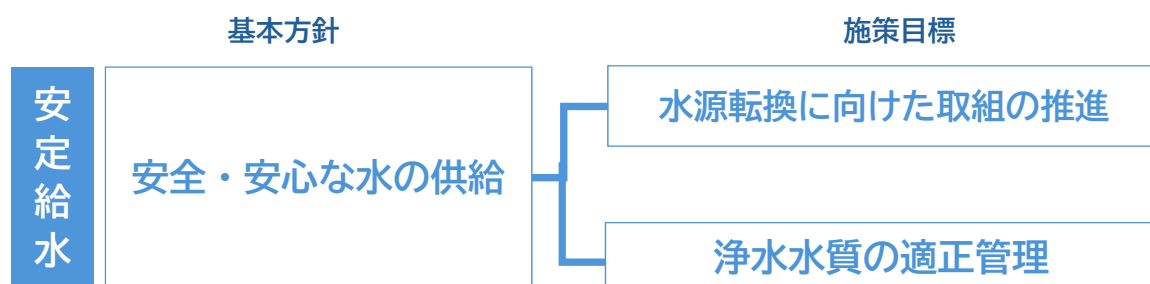 基本方針
施策目標
安定給水
安全・安心な水の供給
水源転換に向けた取組の推進
浄水水質の適正管理